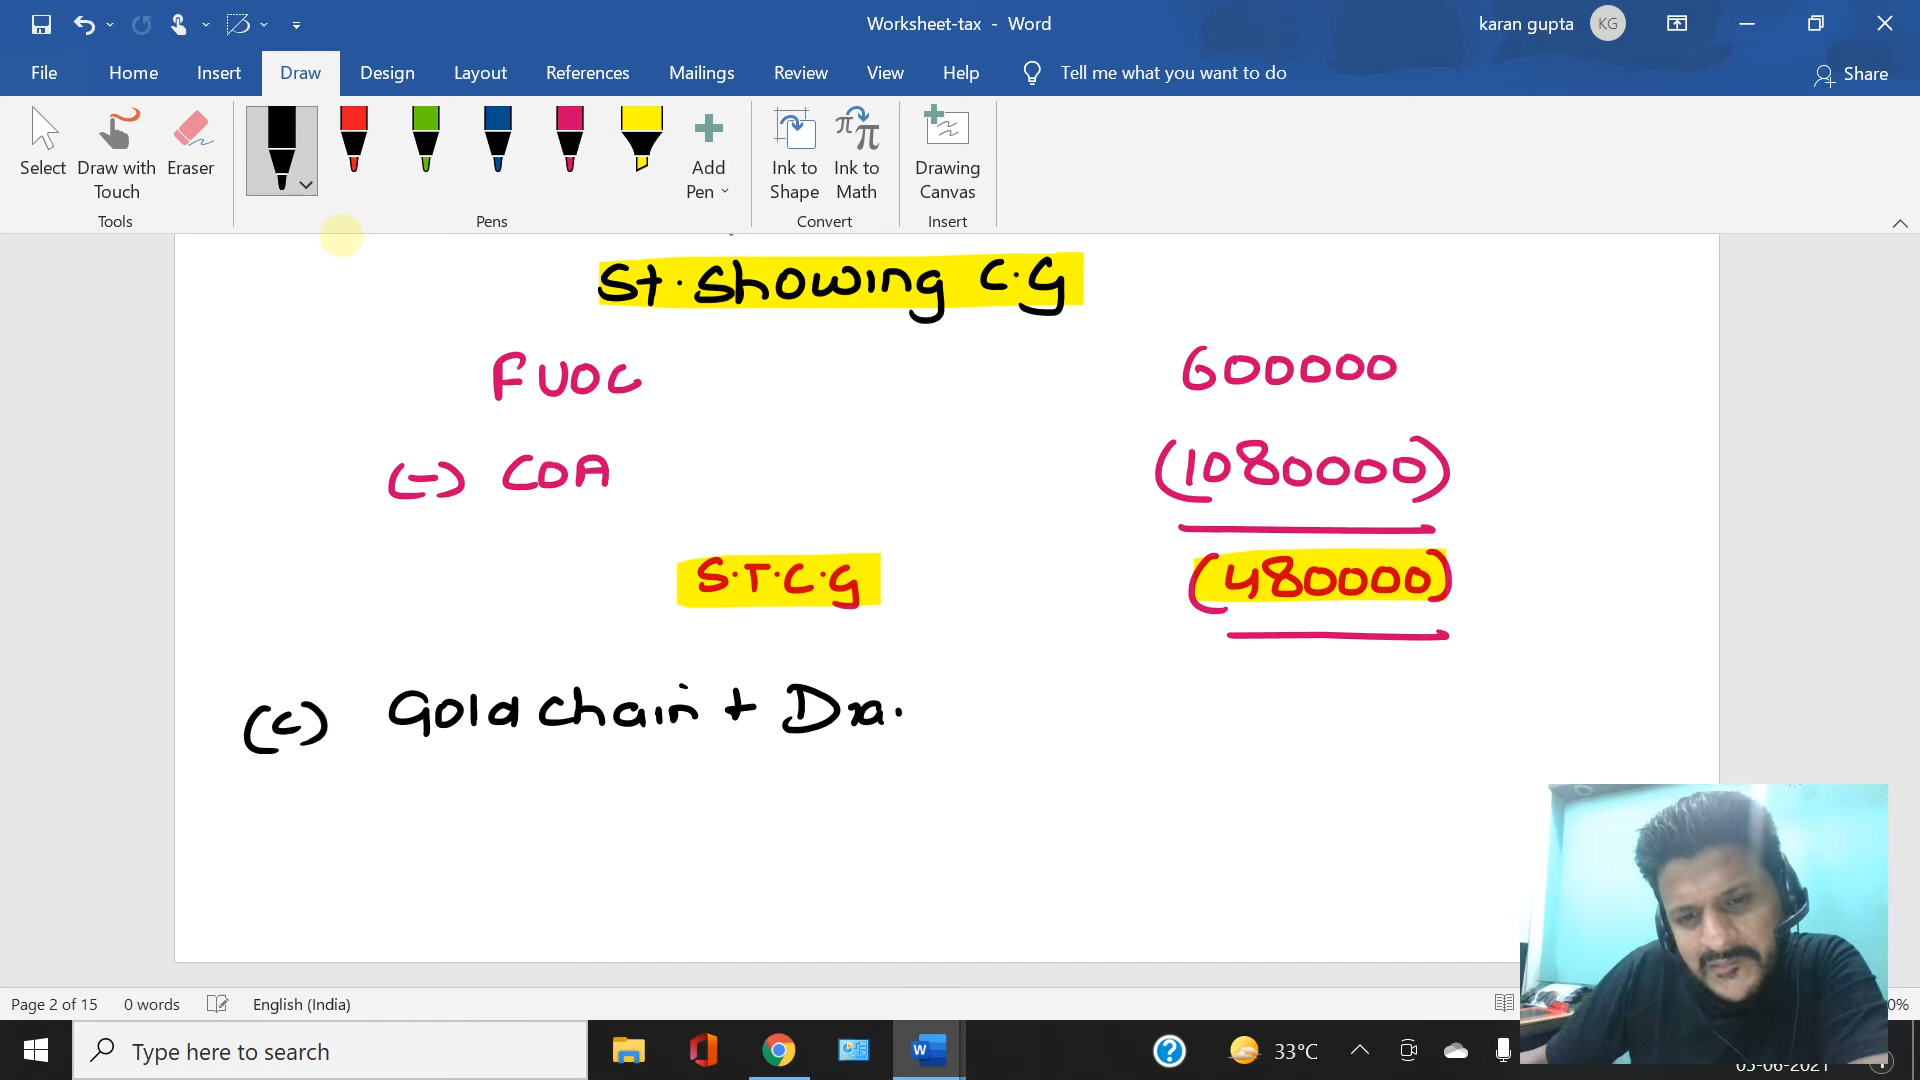 Worksheet-tax - Word
karan gupta KG
File Home Insert Draw Design Layout References Mailings Review View Help Tell me what you want to do Share
Select Draw with Touch Eraser Add Pen Ink to Shape Ink to Math Drawing Canvas
Tools Pens Convert Insert
St. Showing C.G
FUOC 600000
(-) COA (1080000)
S.T.C.G (480000)
(c) Gold chain + Dra.
Page 2 of 15 0 words English (India) 0%
Type here to search W 33°C